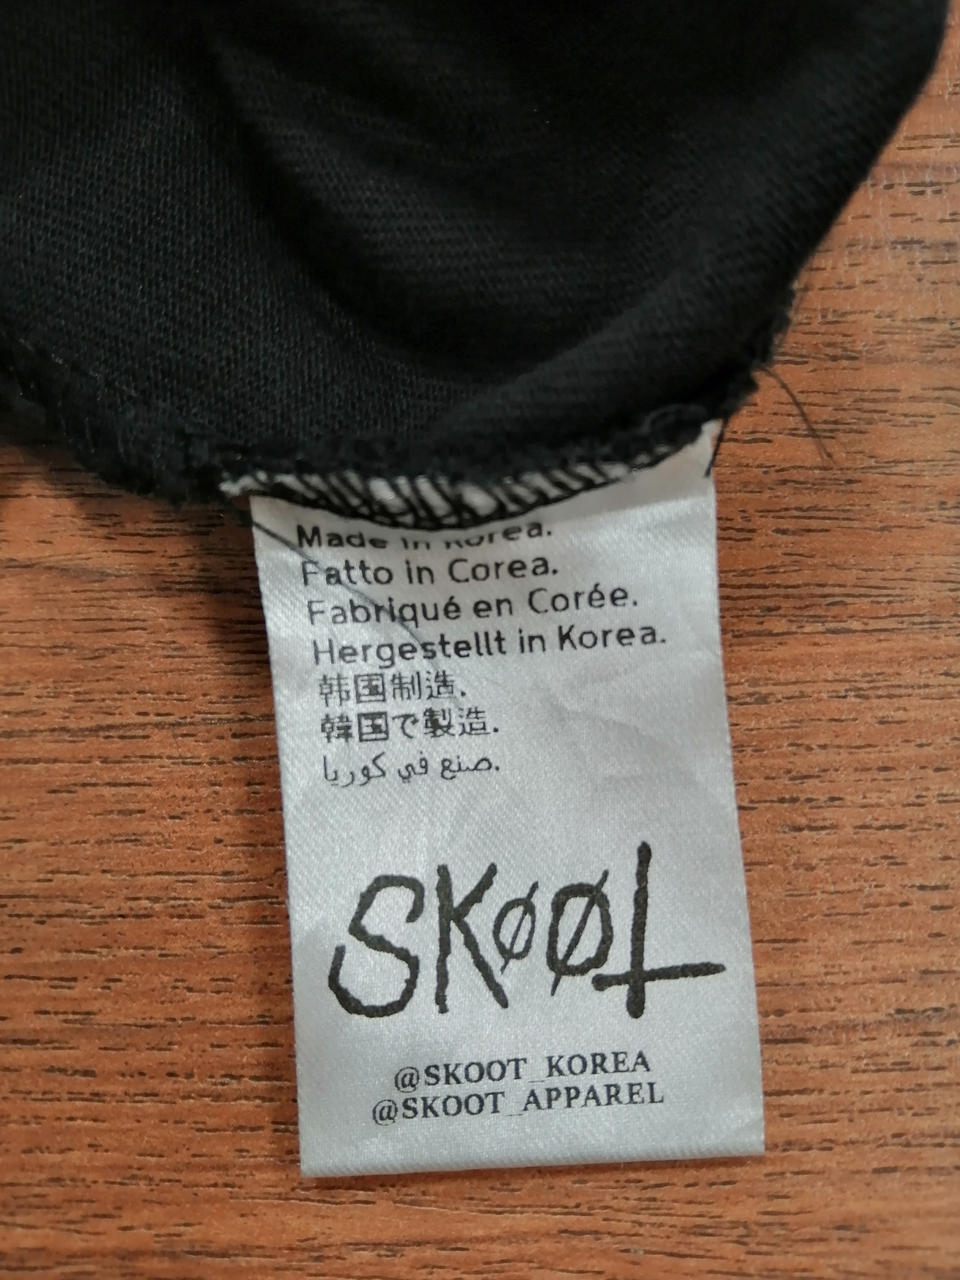 Made in Korea.
Fatto in Corea.
Fabriqué en Corée.
Hergestellt in Korea.
韩国制造.
韓国で製造.
صنع في كوريا.
SKØØT
@SKOOT_KOREA
@SKOOT_APPAREL